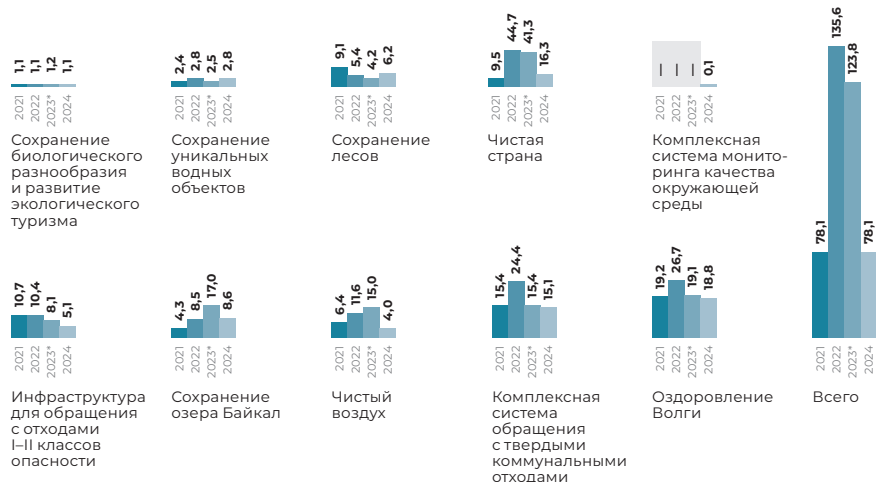 1,1 1,1 1,2 1,1
2021 2022 2023* 2024
Сохранение
биологического
разнообразия
и развитие
экологического
туризма
2,4 2,8 2,5 2,8
2021 2022 2023* 2024
Сохранение
уникальных
водных
объектов
9,1 5,4 4,2 6,2
2021 2022 2023* 2024
Сохранение
лесов
9,5 44,7 41,3 16,3
2021 2022 2023* 2024
Чистая
страна
— — — 0,1
2021 2022 2023* 2024
Комплексная
система монито-
ринга качества
окружающей
среды
10,7 10,4 8,1 5,1
2021 2022 2023* 2024
Инфраструктура
для обращения
с отходами
I–II классов
опасности
4,3 8,5 17,0 8,6
2021 2022 2023* 2024
Сохранение
озера Байкал
6,4 11,6 15,0 4,0
2021 2022 2023* 2024
Чистый
воздух
15,4 24,4 15,4 15,1
2021 2022 2023* 2024
Комплексная
система
обращения
с твердыми
коммунальными
отходами
19,2 26,7 19,1 18,8
2021 2022 2023* 2024
Оздоровление
Волги
78,1 135,6 123,8 78,1
2021 2022 2023* 2024
Всего